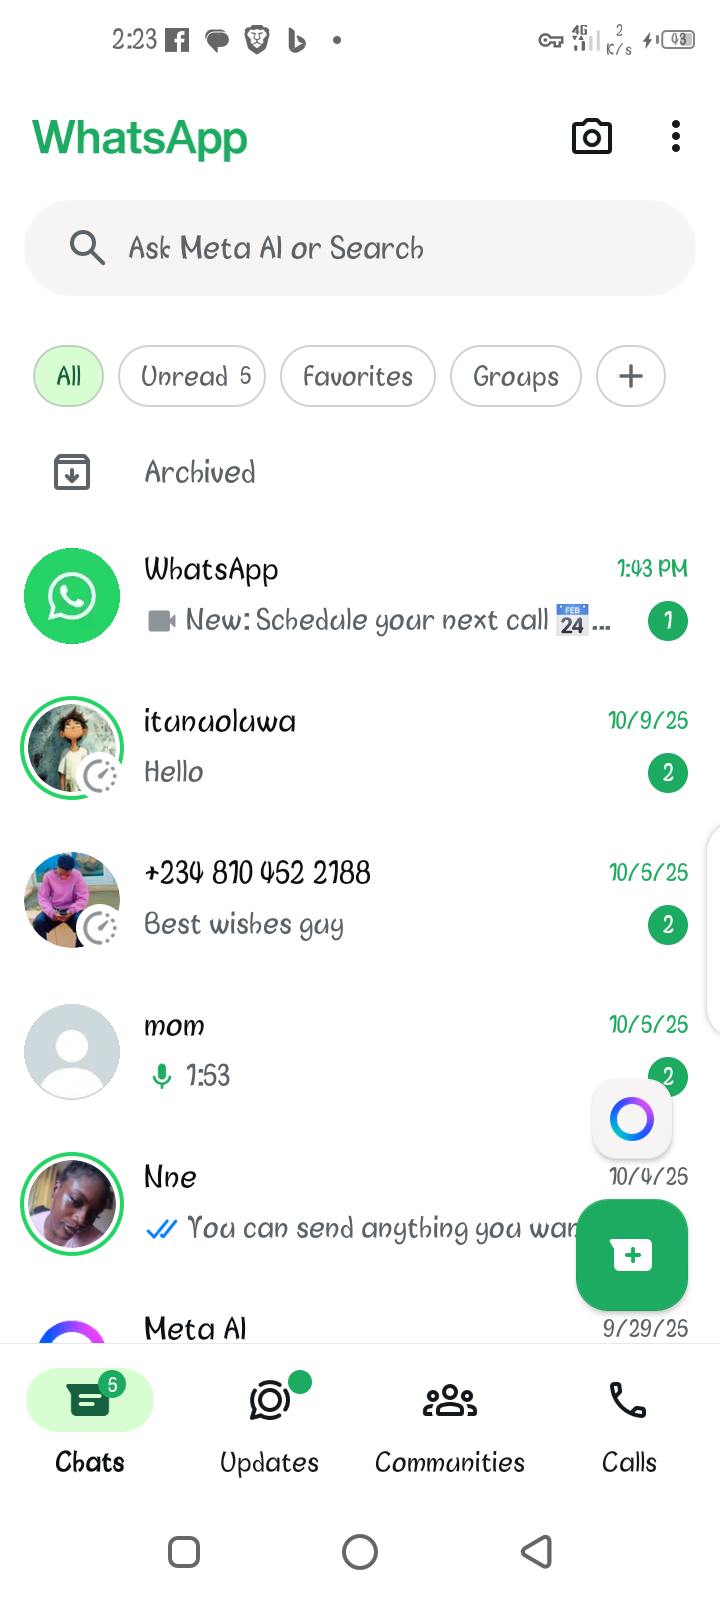 2:23
4G 2 K/s 43
WhatsApp
Ask Meta AI or Search
All
Unread 5
Favorites
Groups
Archived
WhatsApp
1:43 PM
New: Schedule your next call FEB 24 ...
1
itunuoluwa
10/9/25
Hello
2
+234 810 452 2188
10/5/25
Best wishes guy
2
mom
10/5/25
1:53
2
Nne
10/4/25
You can send anything you wan
Meta AI
9/29/25
5
Chats
Updates
Communities
Calls